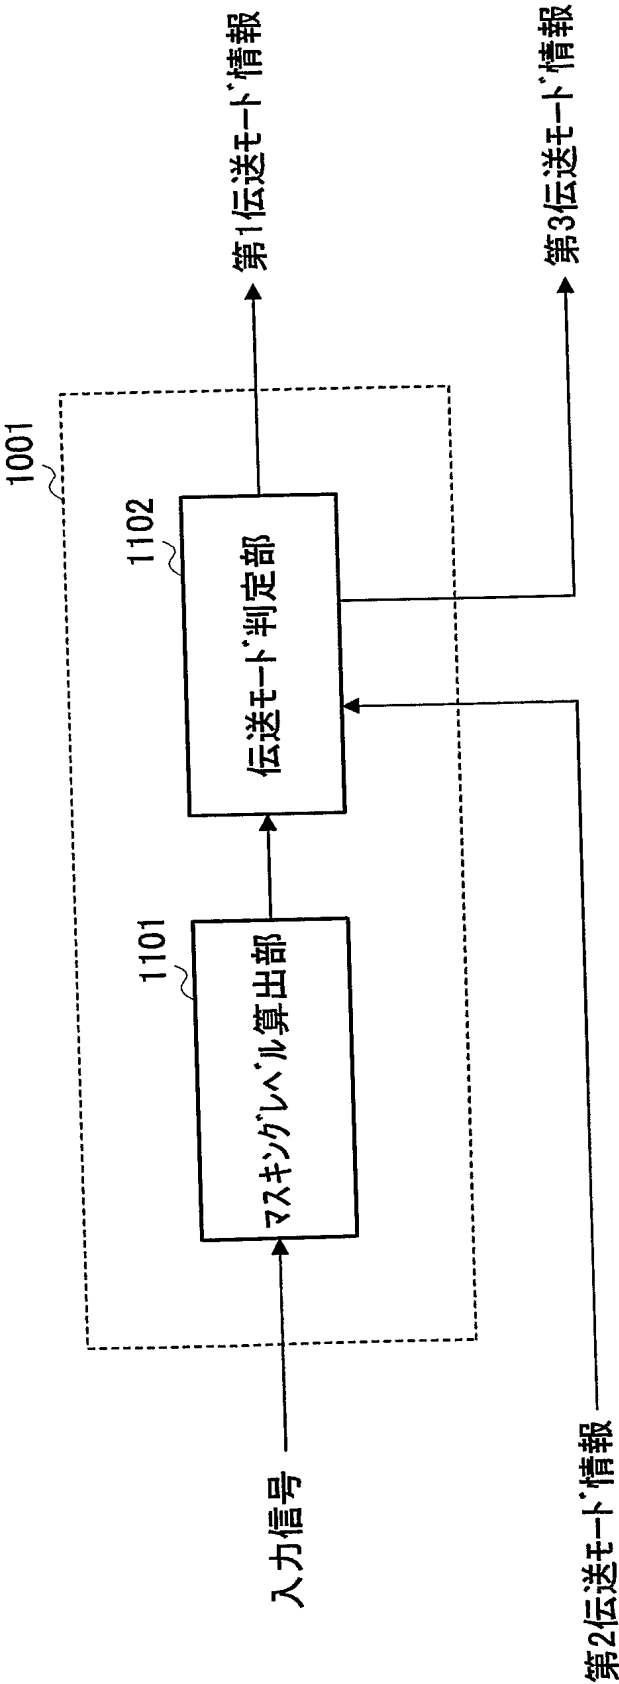 1001
1101
1102
入力信号
マスキングレベル算出部
伝送モード判定部
第1伝送モード情報
第2伝送モード情報
第3伝送モード情報